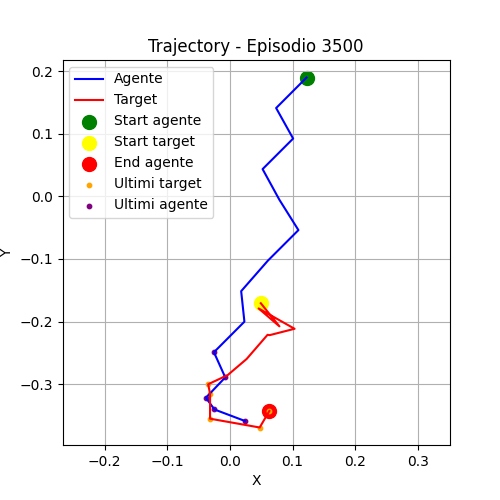 Trajectory - Episodio 3500
Agente
Target
Start agente
Start target
End agente
Ultimi target
Ultimi agente
0.2
0.1
0.0
−0.1
−0.2
−0.3
Y
−0.2
−0.1
0.0
0.1
0.2
0.3
X